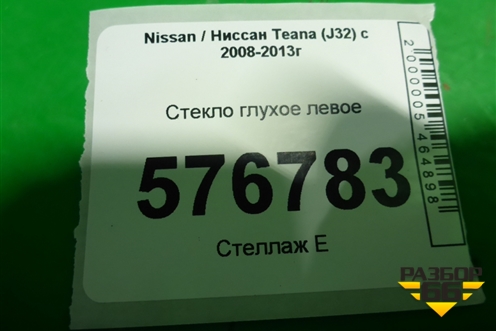 Nissan / Ниссан Teana (J32) с
2008-2013г
Стекло глухое левое
576783
Стеллаж Е
2000005464898
РАЗБОР
66